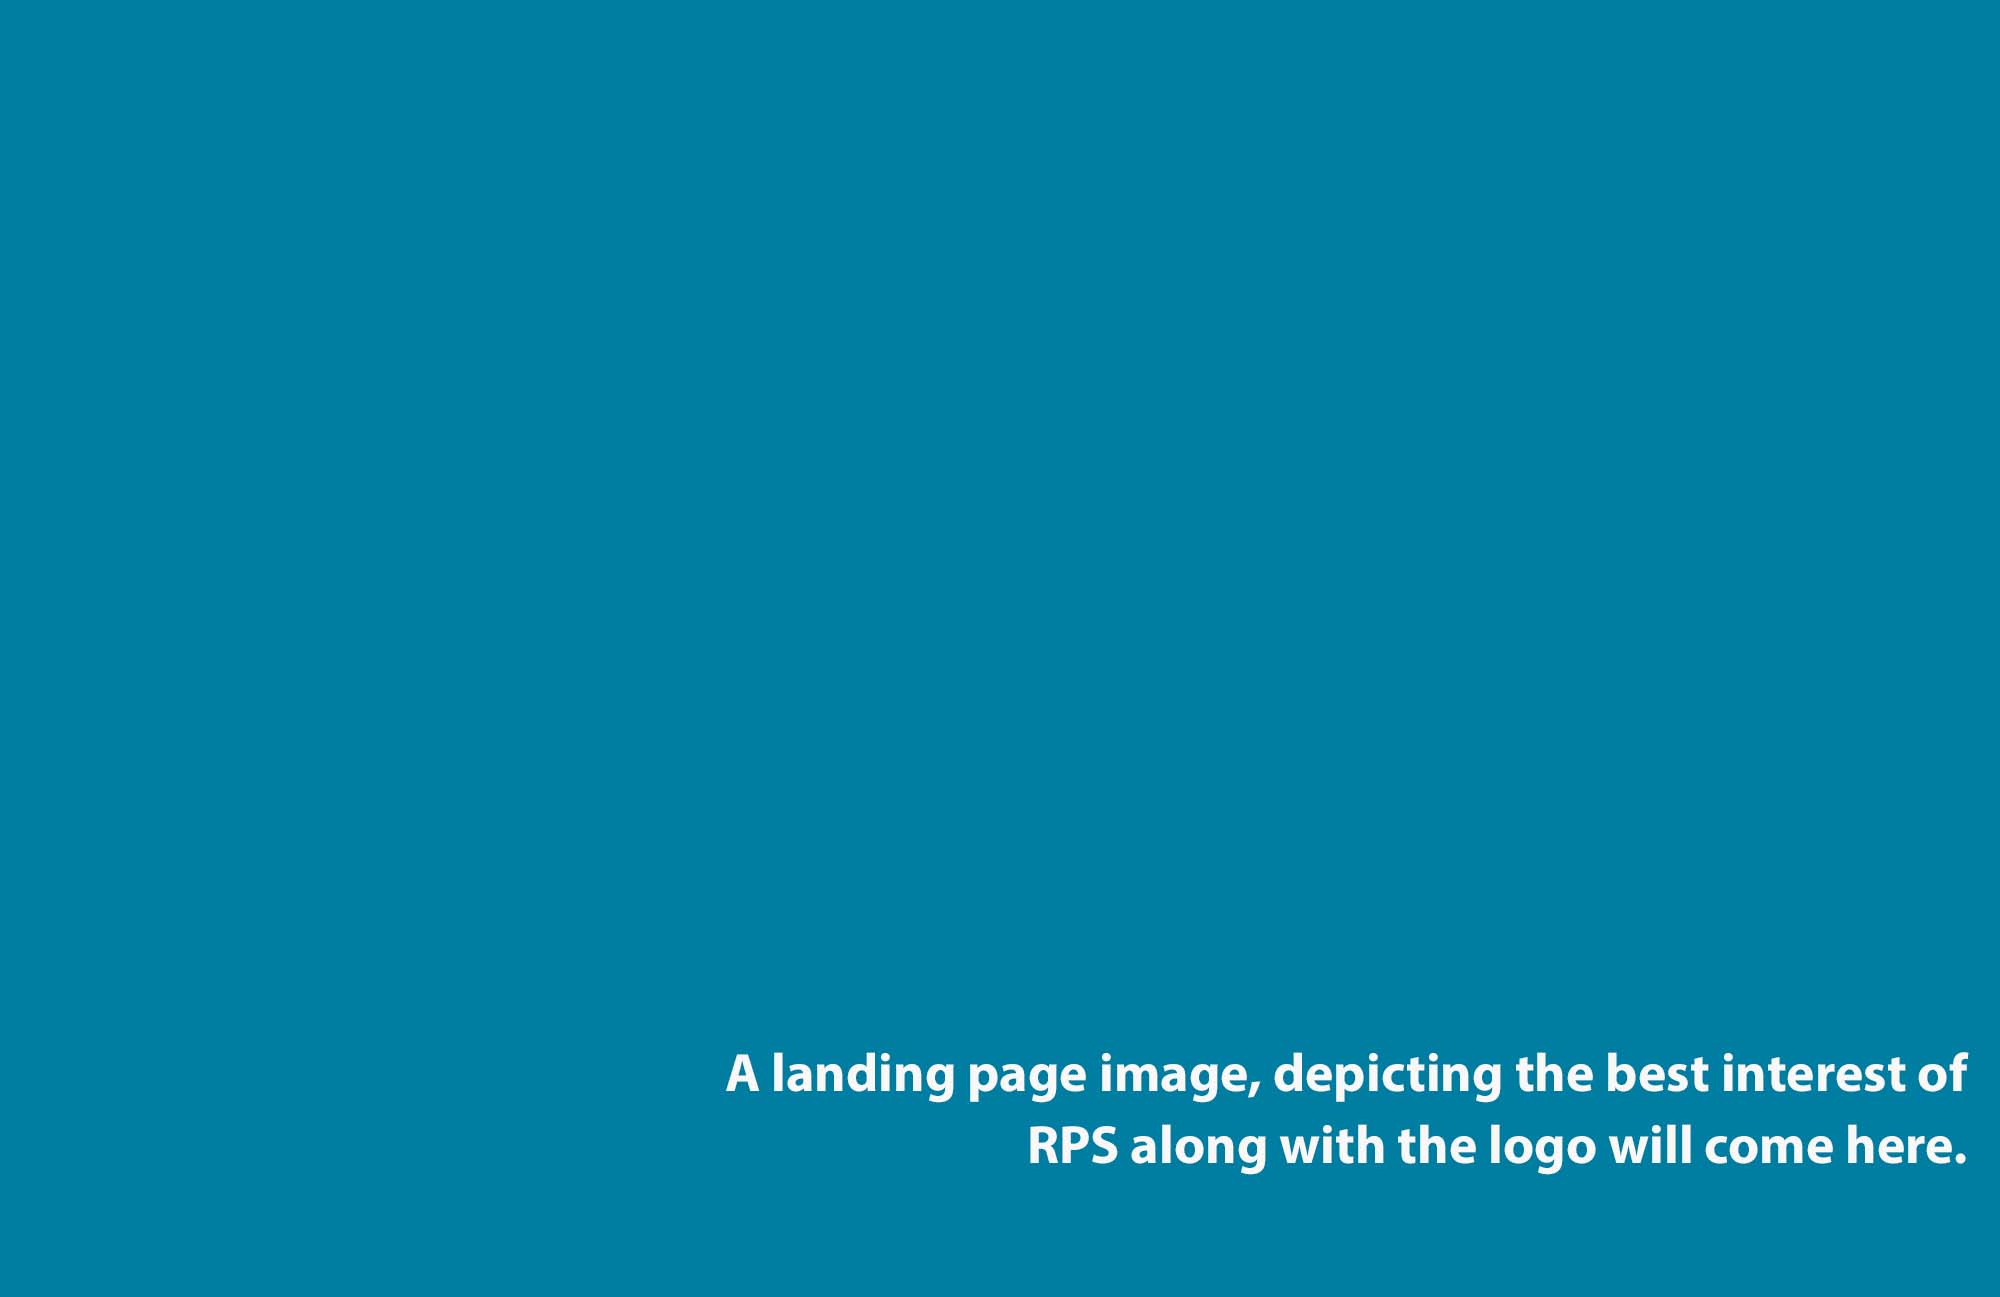 A landing page image, depicting the best interest of
RPS along with the logo will come here.